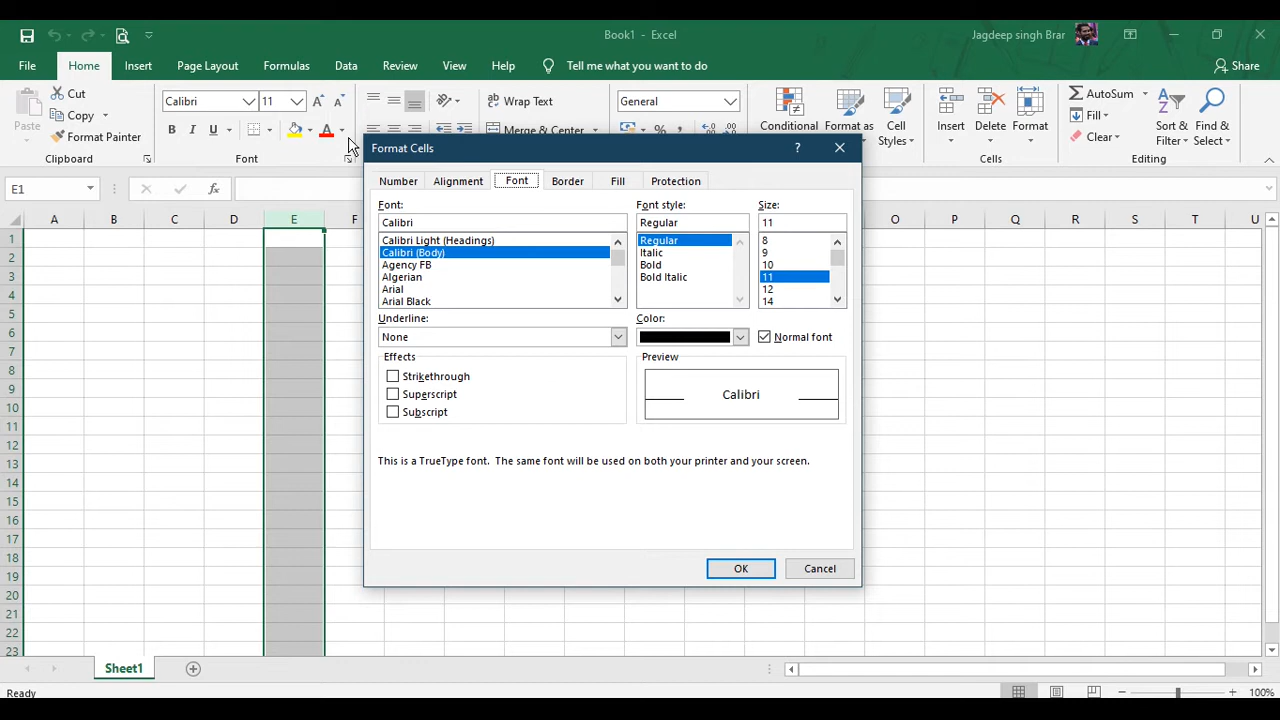 Book1 - Excel
Jagdeep singh Brar
File Home Insert Page Layout Formulas Data Review View Help Tell me what you want to do Share
Paste
Cut
Copy
Format Painter
Clipboard
Calibri 11
B I U
Font
Wrap Text
Merge & Center
General
Conditional
Format as
Cell
Styles
Insert
Delete
Format
Cells
AutoSum
Fill
Clear
Sort &
Filter
Find &
Select
Editing
E1
fx
A B C D E F O P Q R S T U
1
2
3
4
5
6
7
8
9
10
11
12
13
14
15
16
17
18
19
20
21
22
23
Format Cells
Number Alignment Font Border Fill Protection
Font: Font style: Size:
Calibri Regular 11
Calibri Light (Headings) Regular 8
Calibri (Body) Italic 9
Agency FB Bold 10
Algerian Bold Italic 11
Arial 12
Arial Black 14
Underline: Color:
None Normal font
Effects Preview
Strikethrough
Superscript
Subscript
Calibri
This is a TrueType font. The same font will be used on both your printer and your screen.
OK Cancel
Sheet1
Ready
100%